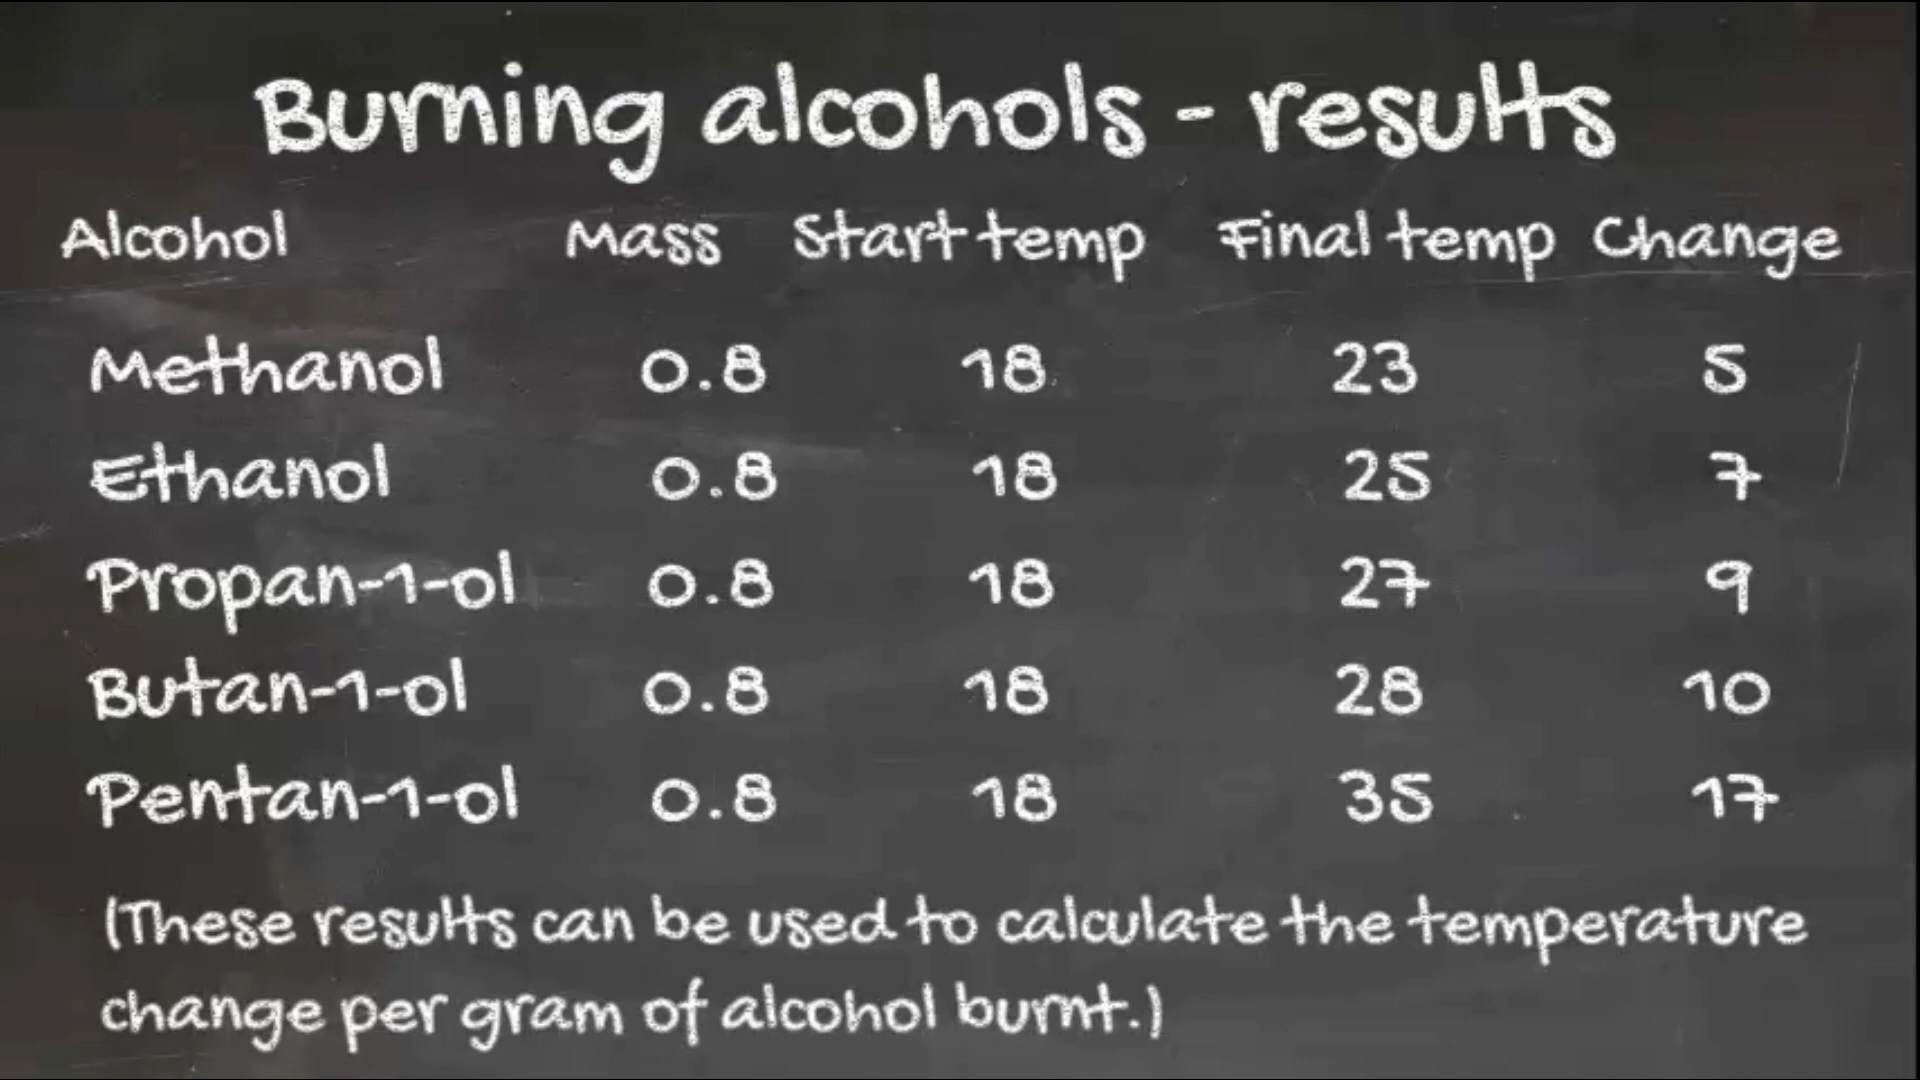 Burning alcohols - results
Alcohol Mass Start temp Final temp Change
Methanol 0.8 18 23 5
Ethanol 0.8 18 25 7
Propan-1-ol 0.8 18 27 9
Butan-1-ol 0.8 18 28 10
Pentan-1-ol 0.8 18 35 17
(These results can be used to calculate the temperature
change per gram of alcohol burnt.)